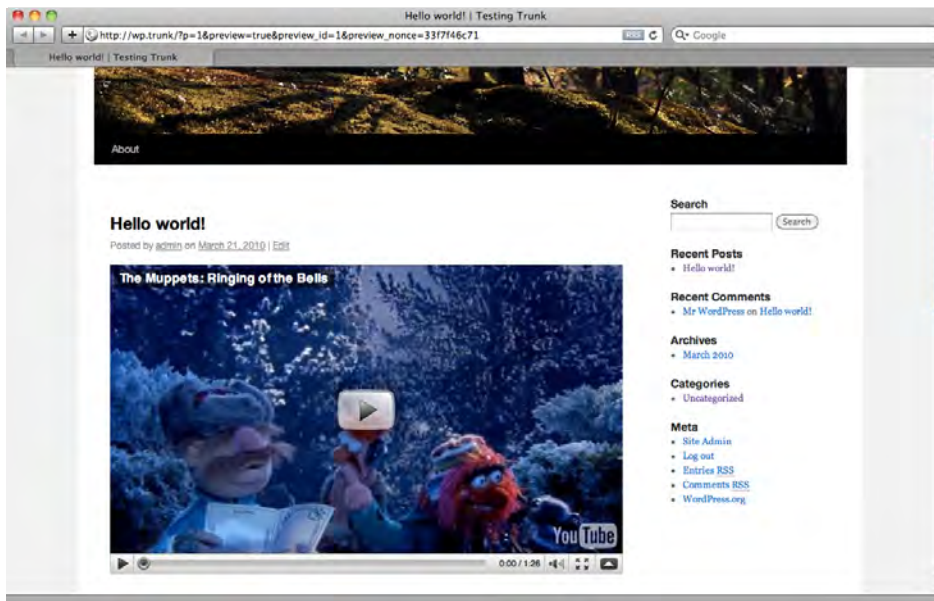 Hello world! | Testing Trunk
http://wp.trunk/?p=1&preview=true&preview_id=1&preview_nonce=33f7f46c71
RSS
Google
Hello world! | Testing Trunk
About
Hello world!
Posted by admin on March 21, 2010 | Edit
The Muppets: Ringing of the Bells
YouTube
0:00 / 1:26
Search
Search
Recent Posts
Hello world!
Recent Comments
Mr WordPress on Hello world!
Archives
March 2010
Categories
Uncategorized
Meta
Site Admin
Log out
Entries RSS
Comments RSS
WordPress.org